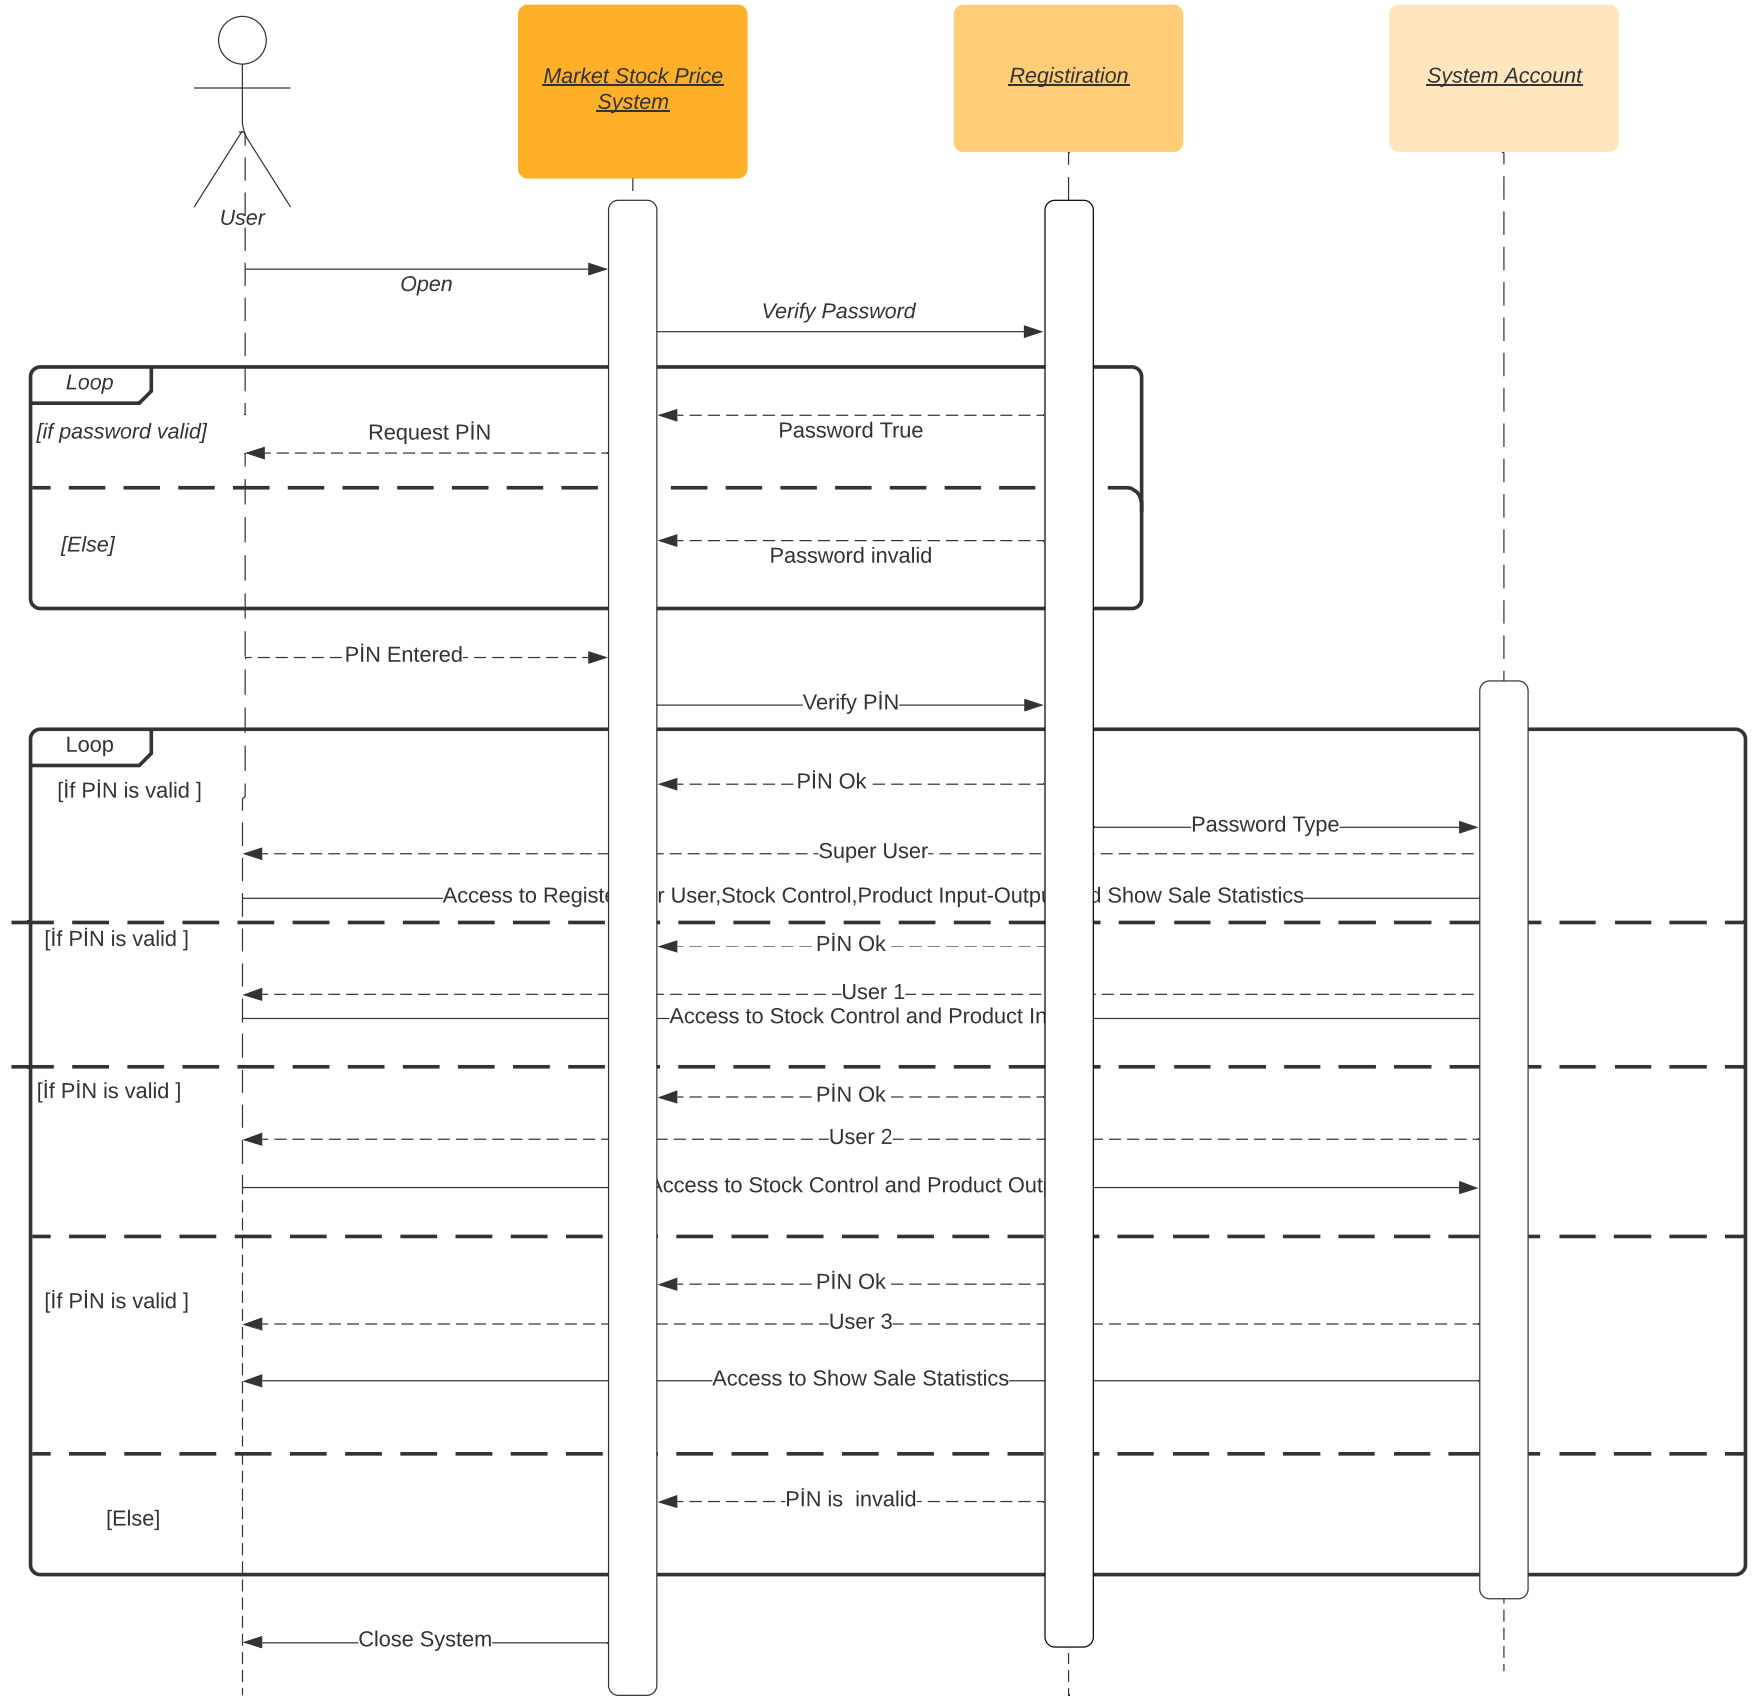 Market Stock Price
System
Registiration
System Account
User
Open
Verify Password
Loop
[if password valid]
Password True
Request PİN
[Else]
Password invalid
PİN Entered
Verify PİN
Loop
[İf PİN is valid ]
PİN Ok
Password Type
Super User
Access to Registe r User,Stock Control,Product Input-Outpu d Show Sale Statistics
[İf PİN is valid ]
PİN Ok
User 1
Access to Stock Control and Product In
[İf PİN is valid ]
PİN Ok
User 2
Access to Stock Control and Product Out
PİN Ok
[İf PİN is valid ]
User 3
Access to Show Sale Statistics
PİN is  invalid
[Else]
Close System